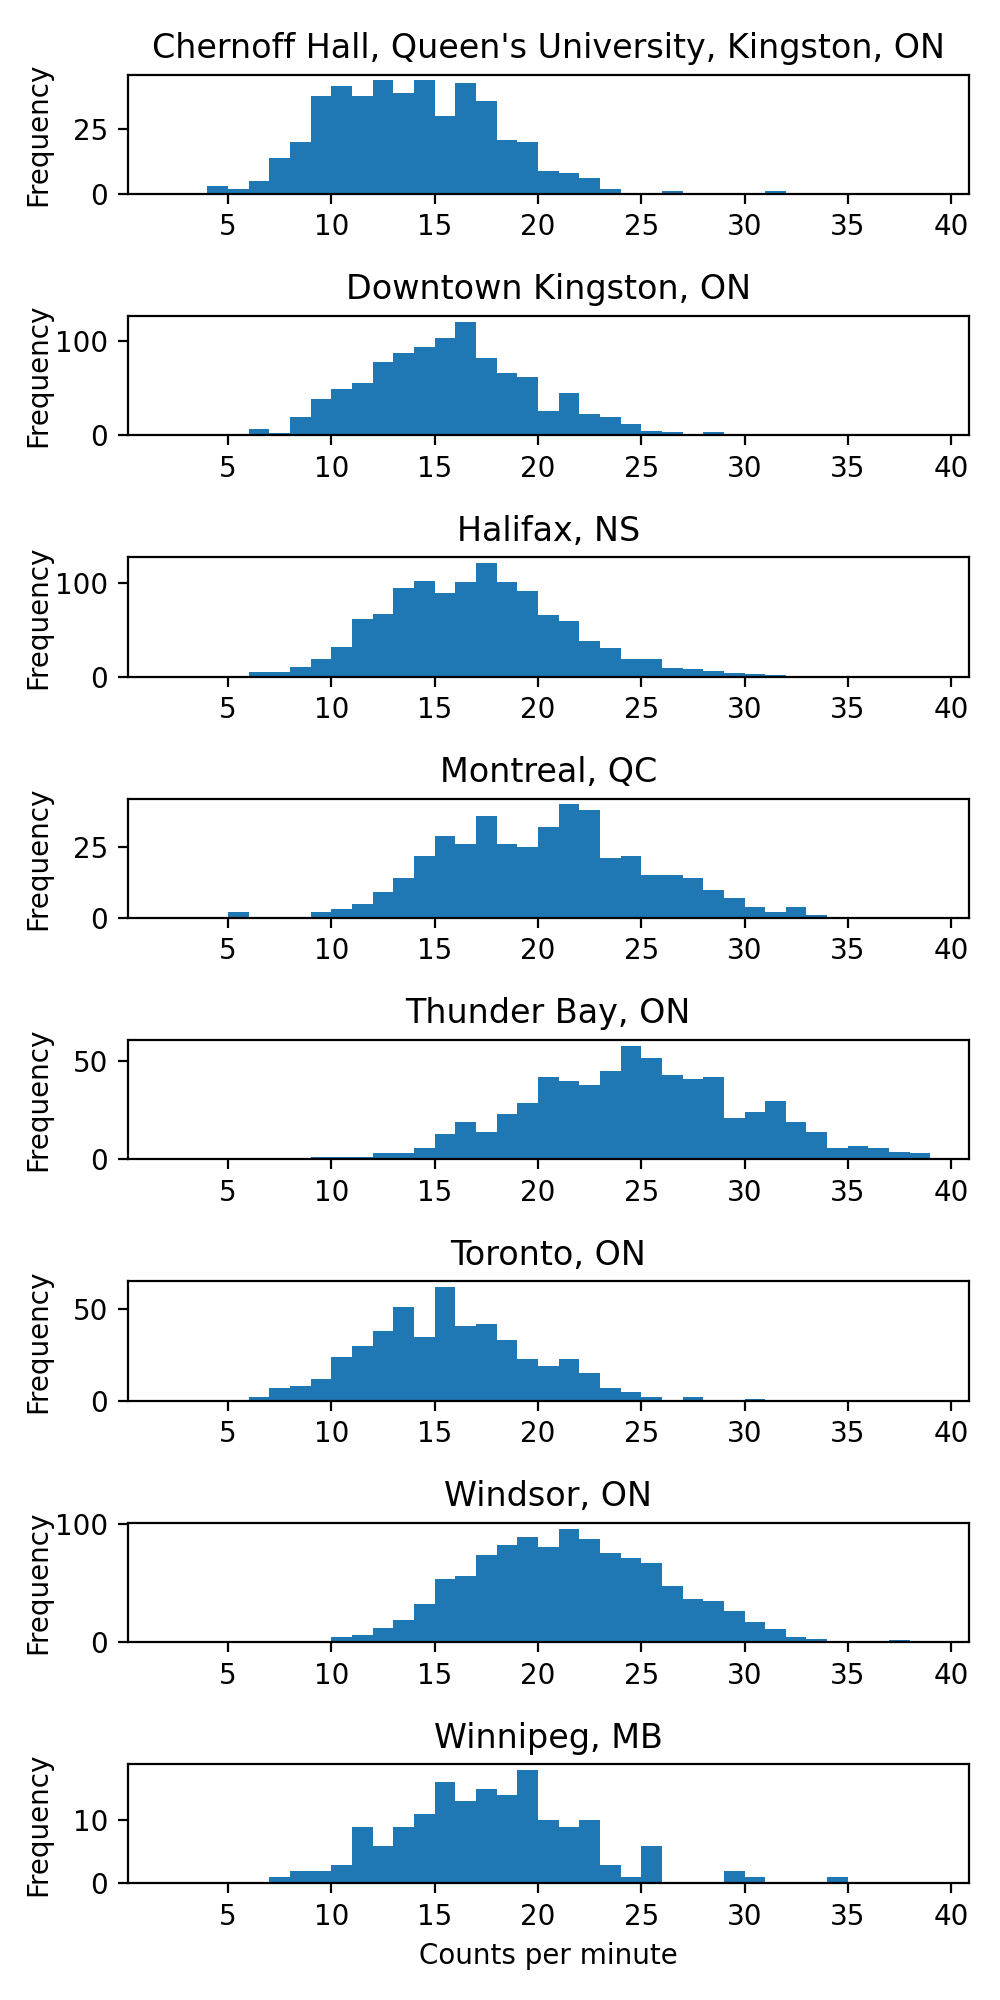 Chernoff Hall, Queen's University, Kingston, ON
Frequency
25
0
5 10 15 20 25 30 35 40
Downtown Kingston, ON
Frequency
100
0
5 10 15 20 25 30 35 40
Halifax, NS
Frequency
100
0
5 10 15 20 25 30 35 40
Montreal, QC
Frequency
25
0
5 10 15 20 25 30 35 40
Thunder Bay, ON
Frequency
50
0
5 10 15 20 25 30 35 40
Toronto, ON
Frequency
50
0
5 10 15 20 25 30 35 40
Windsor, ON
Frequency
100
0
5 10 15 20 25 30 35 40
Winnipeg, MB
Frequency
10
0
5 10 15 20 25 30 35 40
Counts per minute